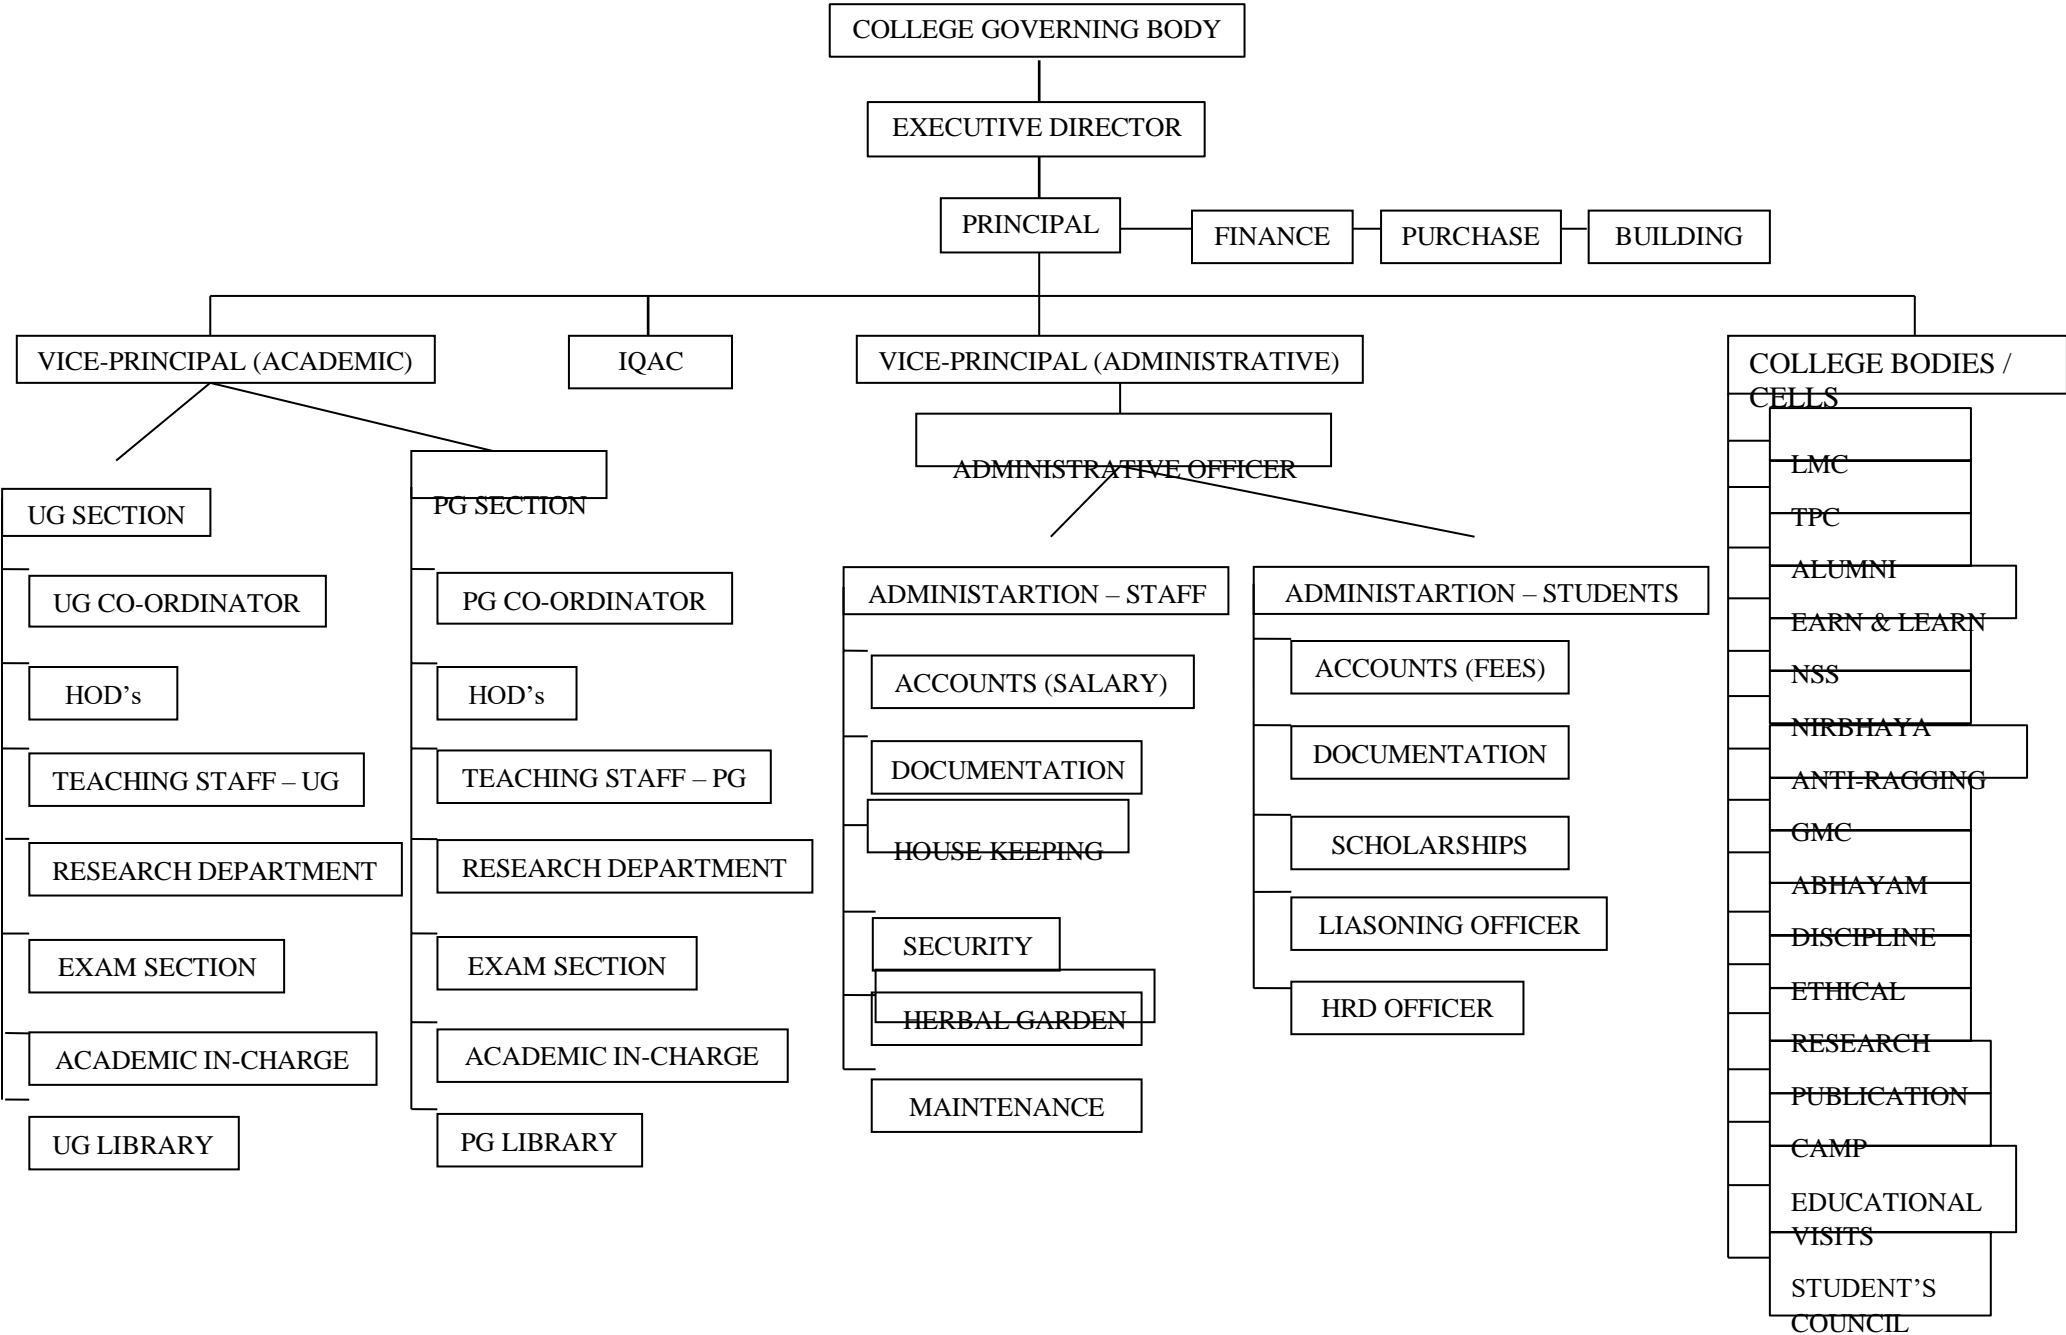 COLLEGE GOVERNING BODY
EXECUTIVE DIRECTOR
PRINCIPAL
FINANCE
PURCHASE
BUILDING
VICE-PRINCIPAL (ACADEMIC)
IQAC
VICE-PRINCIPAL (ADMINISTRATIVE)
COLLEGE BODIES /
CELLS
UG SECTION
UG CO-ORDINATOR
HOD's
TEACHING STAFF – UG
RESEARCH DEPARTMENT
EXAM SECTION
ACADEMIC IN-CHARGE
UG LIBRARY
PG SECTION
PG CO-ORDINATOR
HOD's
TEACHING STAFF – PG
RESEARCH DEPARTMENT
EXAM SECTION
ACADEMIC IN-CHARGE
PG LIBRARY
ADMINISTRATIVE OFFICER
ADMINISTARTION – STAFF
ACCOUNTS (SALARY)
DOCUMENTATION
HOUSE KEEPING
SECURITY
HERBAL GARDEN
MAINTENANCE
ADMINISTARTION – STUDENTS
ACCOUNTS (FEES)
DOCUMENTATION
SCHOLARSHIPS
LIASONING OFFICER
HRD OFFICER
LMC
TPC
ALUMNI
EARN & LEARN
NSS
NIRBHAYA
ANTI-RAGGING
GMC
ABHAYAM
DISCIPLINE
ETHICAL
RESEARCH
PUBLICATION
CAMP
EDUCATIONAL
VISITS
STUDENT'S
COUNCIL